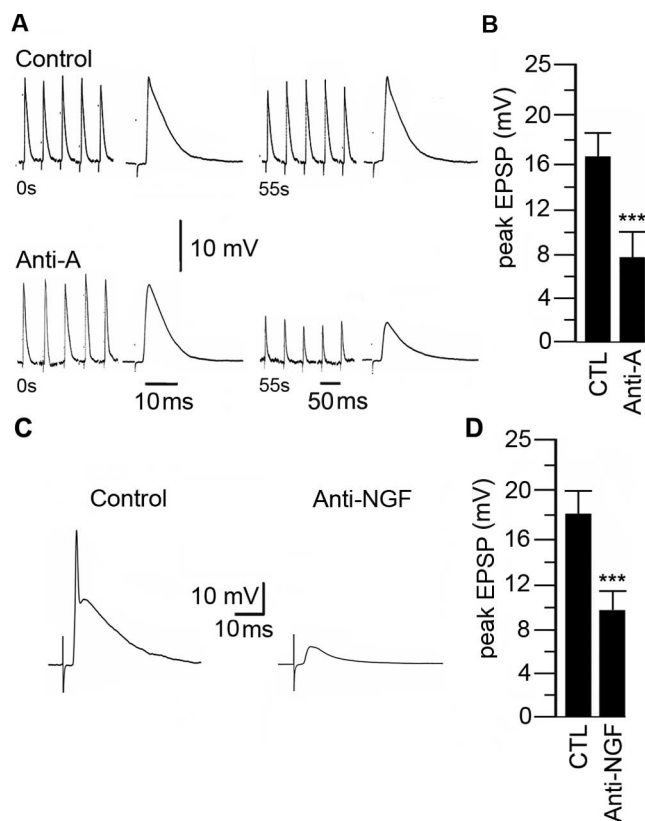 A
Control
0s
55s
10 mV
Anti-A
0s
10ms
55s
50ms
B
peak EPSP (mV)
25
20
16
12
8
4
0
***
CTL
Anti-A
C
Control
Anti-NGF
10 mV
10ms
D
peak EPSP (mV)
25
20
16
12
8
4
0
***
CTL
Anti-NGF